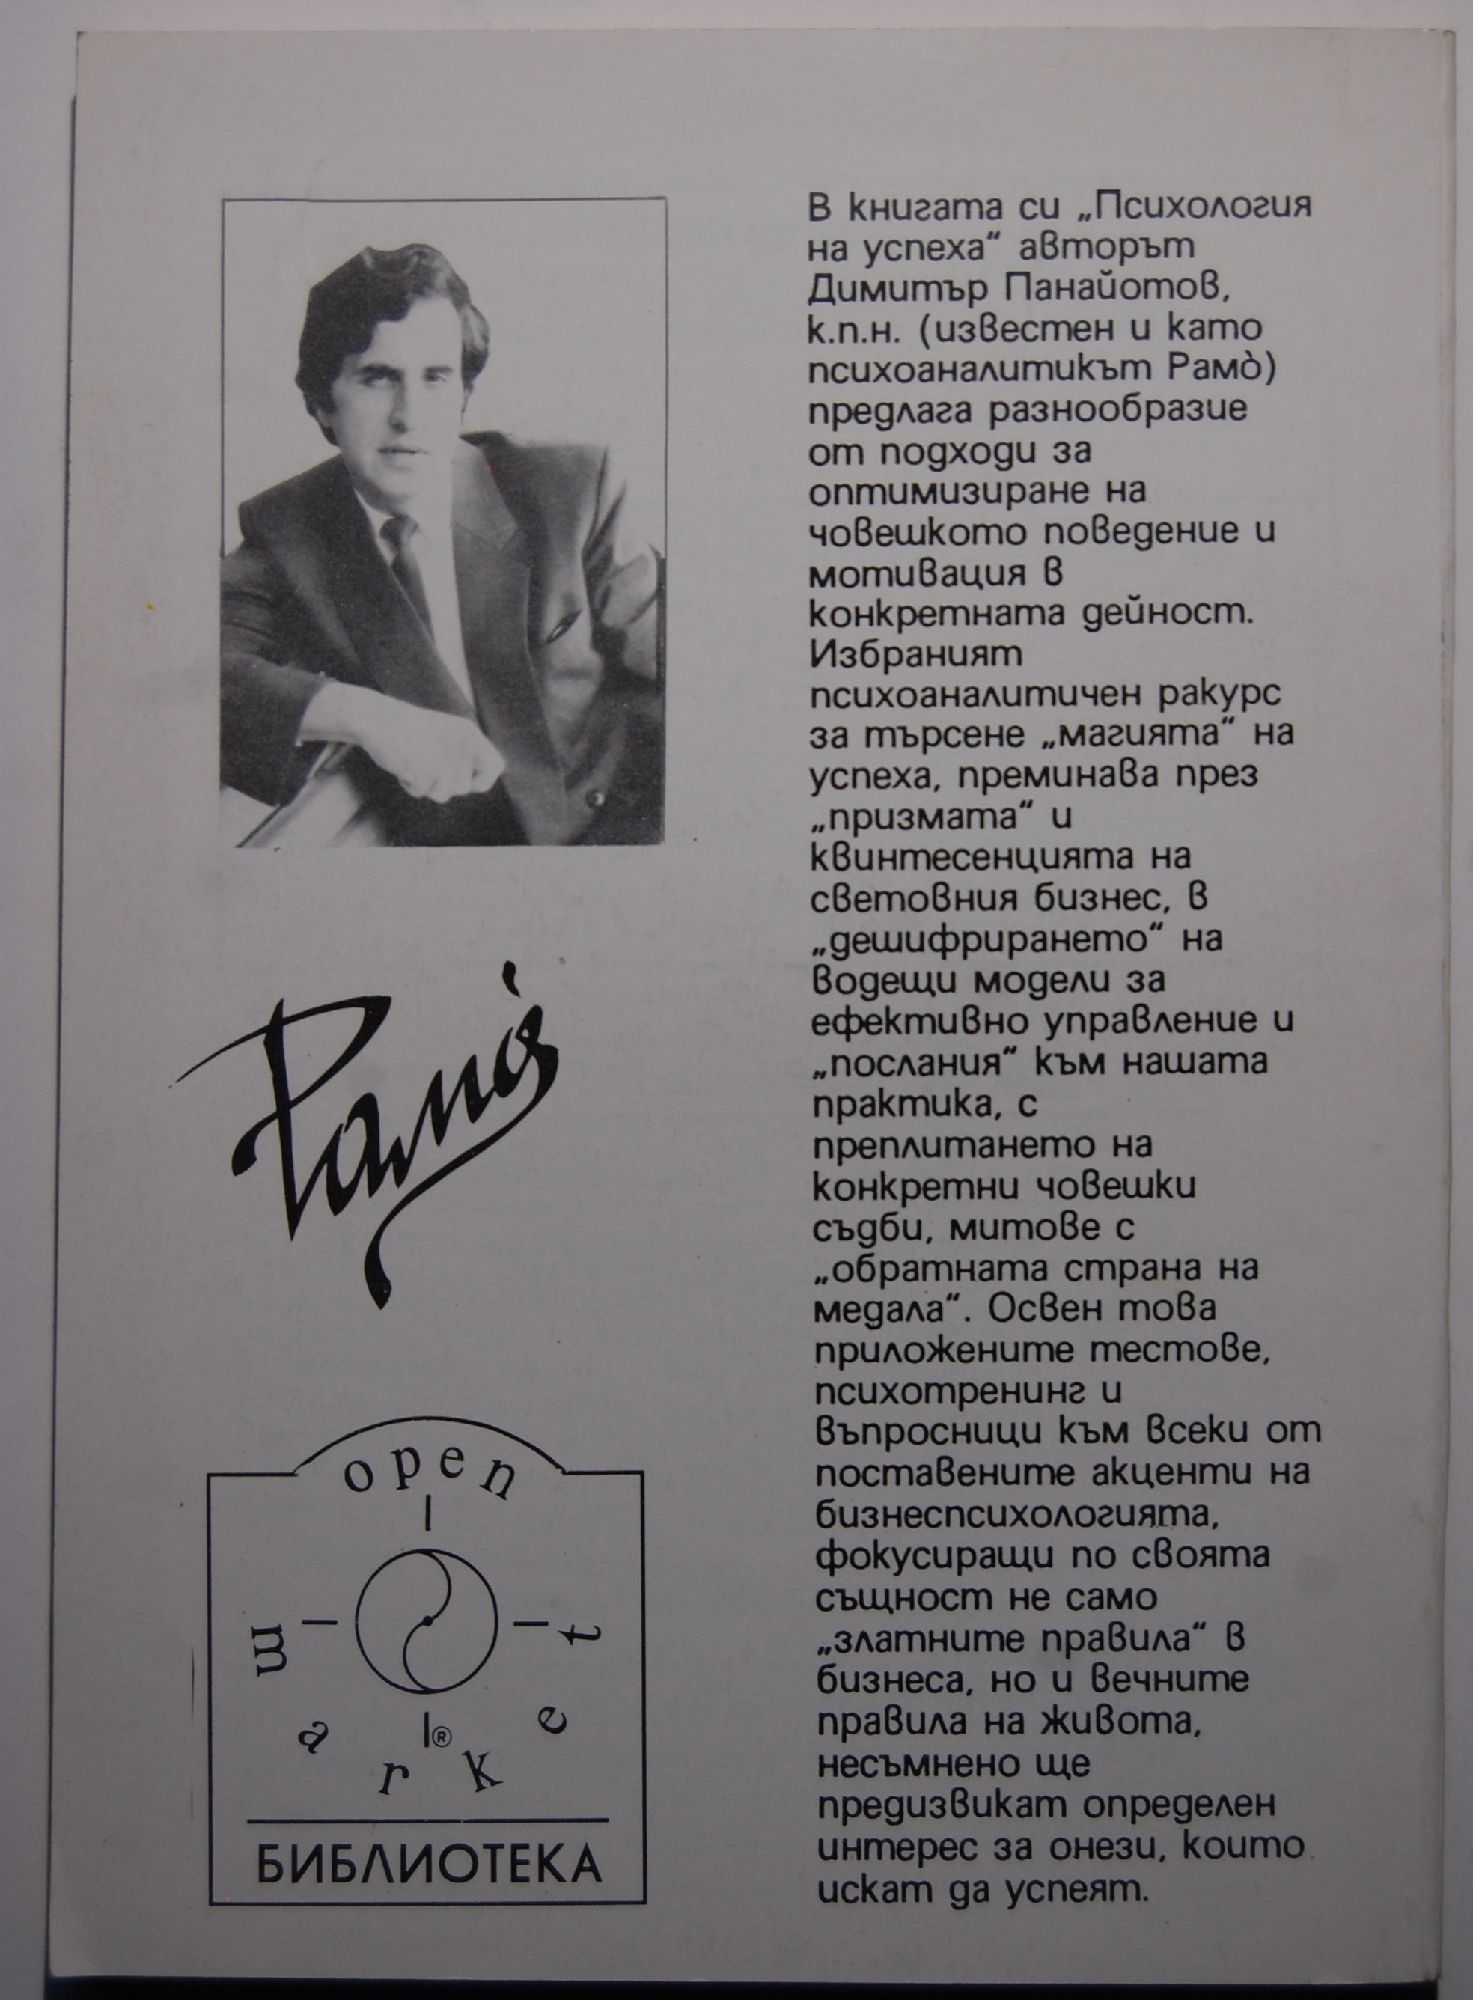 В книгата си „Психология
на успеха“ авторът
Димитър Панайотов,
к.п.н. (известен и като
психоаналитикът Рамо̀)
предлага разнообразие
от подходи за
оптимизиране на
човешкото поведение и
мотивация в
конкретната дейност.
Избраният
психоаналитичен ракурс
за търсене „магията“ на
успеха, преминава през
„призмата“ и
квинтесенцията на
световния бизнес, в
„дешифрирането“ на
водещи модели за
ефективно управление и
„послания“ към нашата
практика, с
преплитането на
конкретни човешки
съдби, митове с
„обратната страна на
медала“. Освен това
приложените тестове,
психотренинг и
въпросници към всеки от
поставените акценти на
бизнеспсихологията,
фокусиращи по своята
същност не само
„златните правила“ в
бизнеса, но и вечните
правила на живота,
несъмнено ще
предизвикат определен
интерес за онези, които
искат да успеят.
Рамо̀
open
market
®
БИБЛИОТЕКА